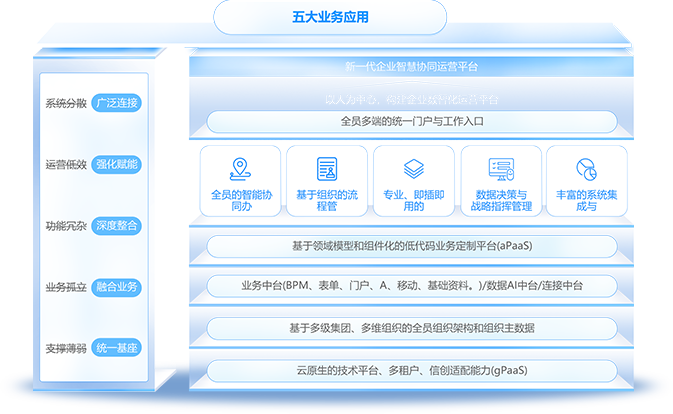 五大业务应用
系统分散 广泛连接
运营低效 强化赋能
功能冗杂 深度整合
业务孤立 融合业务
支撑薄弱 统一基座
新一代企业智慧协同运营平台
以人为中心，构建企业数智化运营平台
全员多端的统一门户与工作入口
全员的智能协
同办
基于组织的流
程管
专业、即插即
用的
数据决策与
战略指挥管理
丰富的系统集
成与
基于领域模型和组件化的低代码业务定制平台(aPaaS)
业务中台(BPM、表单、门户、A、移动、基础资料。)/数据AI中台/连接中台
基于多级集团、多维组织的全员组织架构和组织主数据
云原生的技术平台、多租户、信创适配能力(gPaaS)